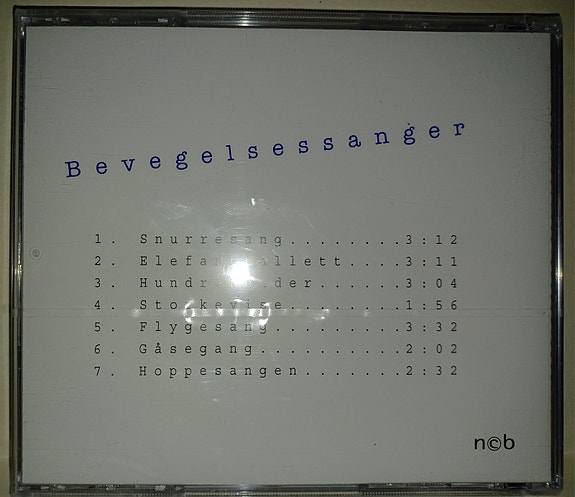 Bevegelsessanger
1. Snurresang........3:12
2. 3:11
3. 3:04
4. Storkevise........1:56
5. Flygesang.........3:32
6. Gåsegang..........2:02
7. Hoppesangen.......2:32
n©b